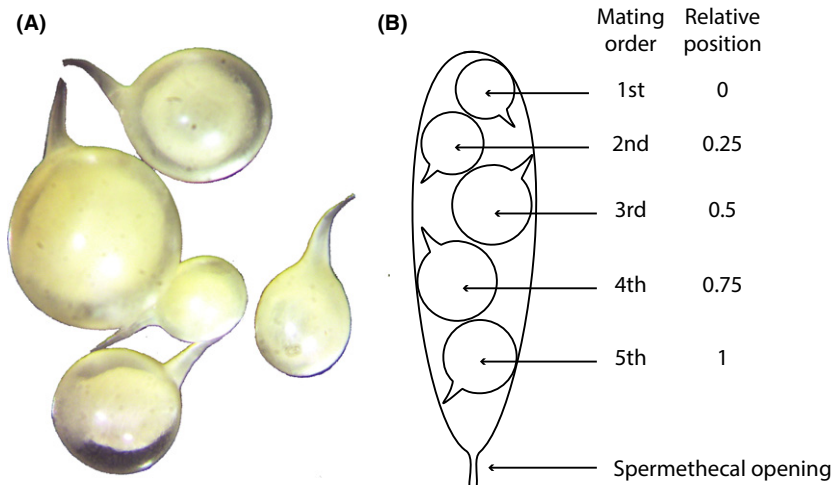 (A)
(B)
Mating order
Relative position
1st 0
2nd 0.25
3rd 0.5
4th 0.75
5th 1
Spermethecal opening